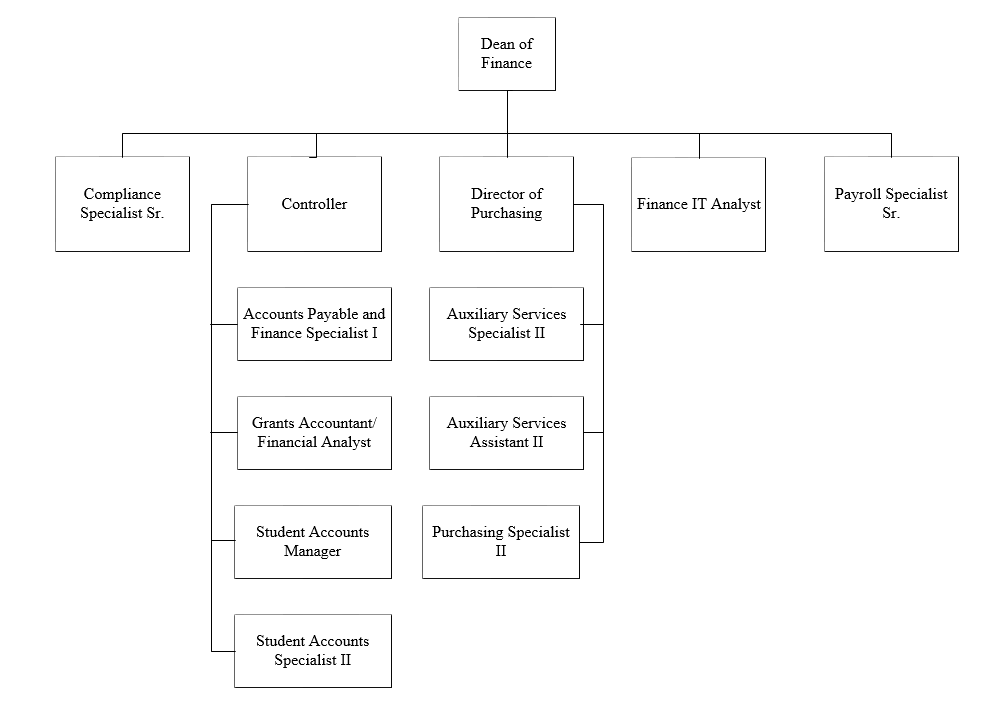 Dean of
Finance
Compliance
Specialist Sr.
Controller
Director of
Purchasing
Finance IT Analyst
Payroll Specialist
Sr.
Accounts Payable and
Finance Specialist I
Auxiliary Services
Specialist II
Grants Accountant/
Financial Analyst
Auxiliary Services
Assistant II
Student Accounts
Manager
Purchasing Specialist
II
Student Accounts
Specialist II